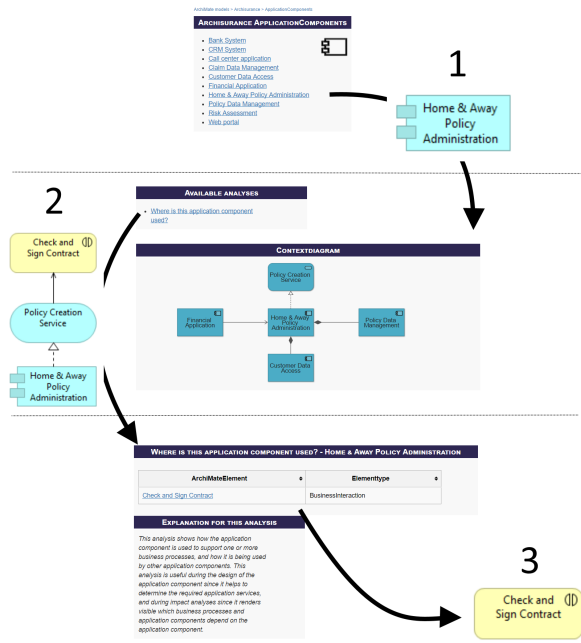 ArchiMate models > Archisurance > ApplicationComponents
ARCHISURANCE APPLICATIONCOMPONENTS
Bank System
CRM System
Call center application
Claim Data Management
Customer Data Access
Financial Application
Home & Away Policy Administration
Policy Data Management
Risk Assessment
Web portal
1
Home & Away
Policy
Administration
2
AVAILABLE ANALYSES
Where is this application component
used?
Check and
Sign Contract
Policy Creation
Service
Home & Away
Policy
Administration
CONTEXTDIAGRAM
Policy Creation
Service
Financial
Application
Home & Away
Policy
Administration
Policy Data
Management
Customer Data
Access
WHERE IS THIS APPLICATION COMPONENT USED? - HOME & AWAY POLICY ADMINISTRATION
ArchiMateElement
Elementtype
Check and Sign Contract
BusinessInteraction
EXPLANATION FOR THIS ANALYSIS
This analysis shows how the application
component is used to support one or more
business processes, and how it is being used
by other application components. This
analysis is useful during the design of the
application component since it helps to
determine the required application services,
and during impact analyses since it renders
visible which business processes and
application components depend on the
application component.
3
Check and
Sign Contract